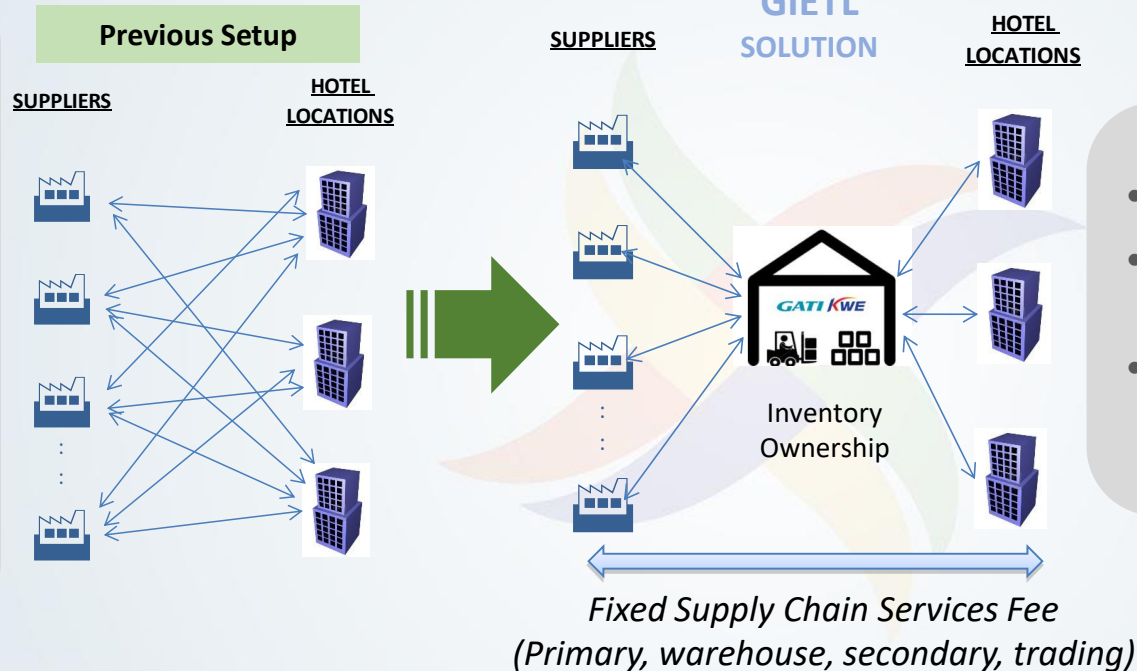 Previous Setup
SUPPLIERS
HOTEL
LOCATIONS
:
:
GIETL
SOLUTION
SUPPLIERS
HOTEL
LOCATIONS
GATI KWE
Inventory
Ownership
:
:
Fixed Supply Chain Services Fee
(Primary, warehouse, secondary, trading)
•
•
•